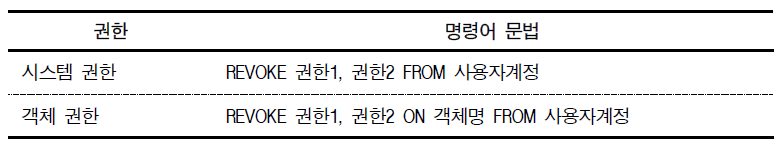 권한 명령어 문법
시스템 권한 REVOKE 권한1, 권한2 FROM 사용자계정
객체 권한 REVOKE 권한1, 권한2 ON 객체명 FROM 사용자계정